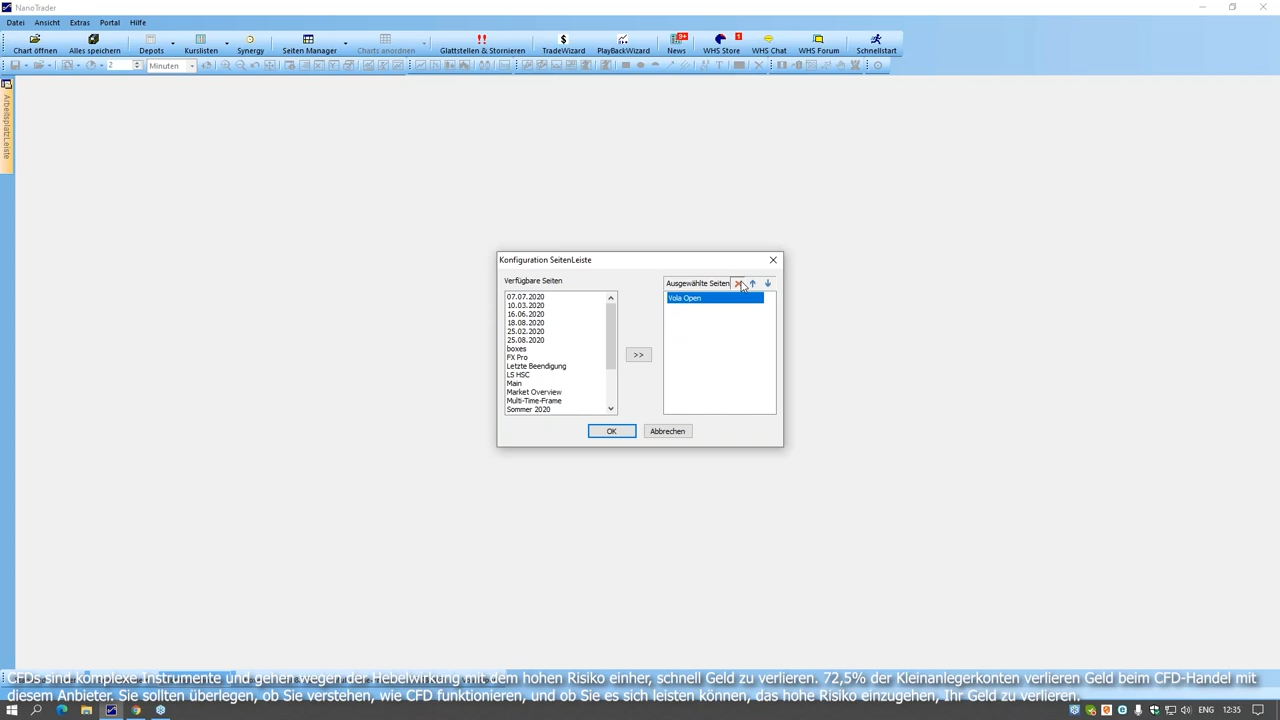 NanoTrader
Datei Ansicht Extras Portal Hilfe
Chart öffnen Alles speichern Depots Kurslisten Synergy Seiten Manager Charts anordnen Glattstellen & Stornieren TradeWizard PlayBackWizard News 9+ WHS Store 1 WHS Chat WHS Forum Schnellstart
2 Minuten
ArbeitsplatzLeiste
Konfiguration SeitenLeiste
Verfügbare Seiten
Ausgewählte Seiten
07.07.2020
10.03.2020
16.06.2020
18.08.2020
25.02.2020
25.08.2020
boxes
FX Pro
Letzte Beendigung
LS HSC
Main
Market Overview
Multi-Time-Frame
Sommer 2020
>>
Vola Open
OK Abbrechen
CFDs sind komplexe Instrumente und gehen wegen der Hebelwirkung mit dem hohen Risiko einher, schnell Geld zu verlieren. 72,5% der Kleinanlegerkonten verlieren Geld beim CFD-Handel mit
diesem Anbieter. Sie sollten überlegen, ob Sie verstehen, wie CFD funktionieren, und ob Sie es sich leisten können, das hohe Risiko einzugehen, Ihr Geld zu verlieren.
ENG 12:35